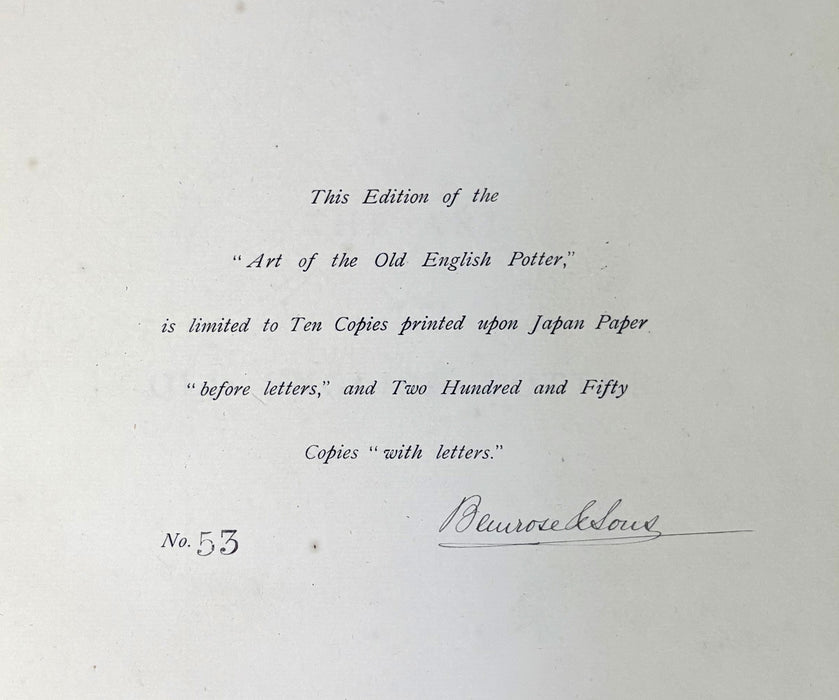 This Edition of the
“Art of the Old English Potter,”
is limited to Ten Copies printed upon Japan Paper
“before letters,” and Two Hundred and Fifty
Copies “with letters.”
No. 53
Bemrose & Sons